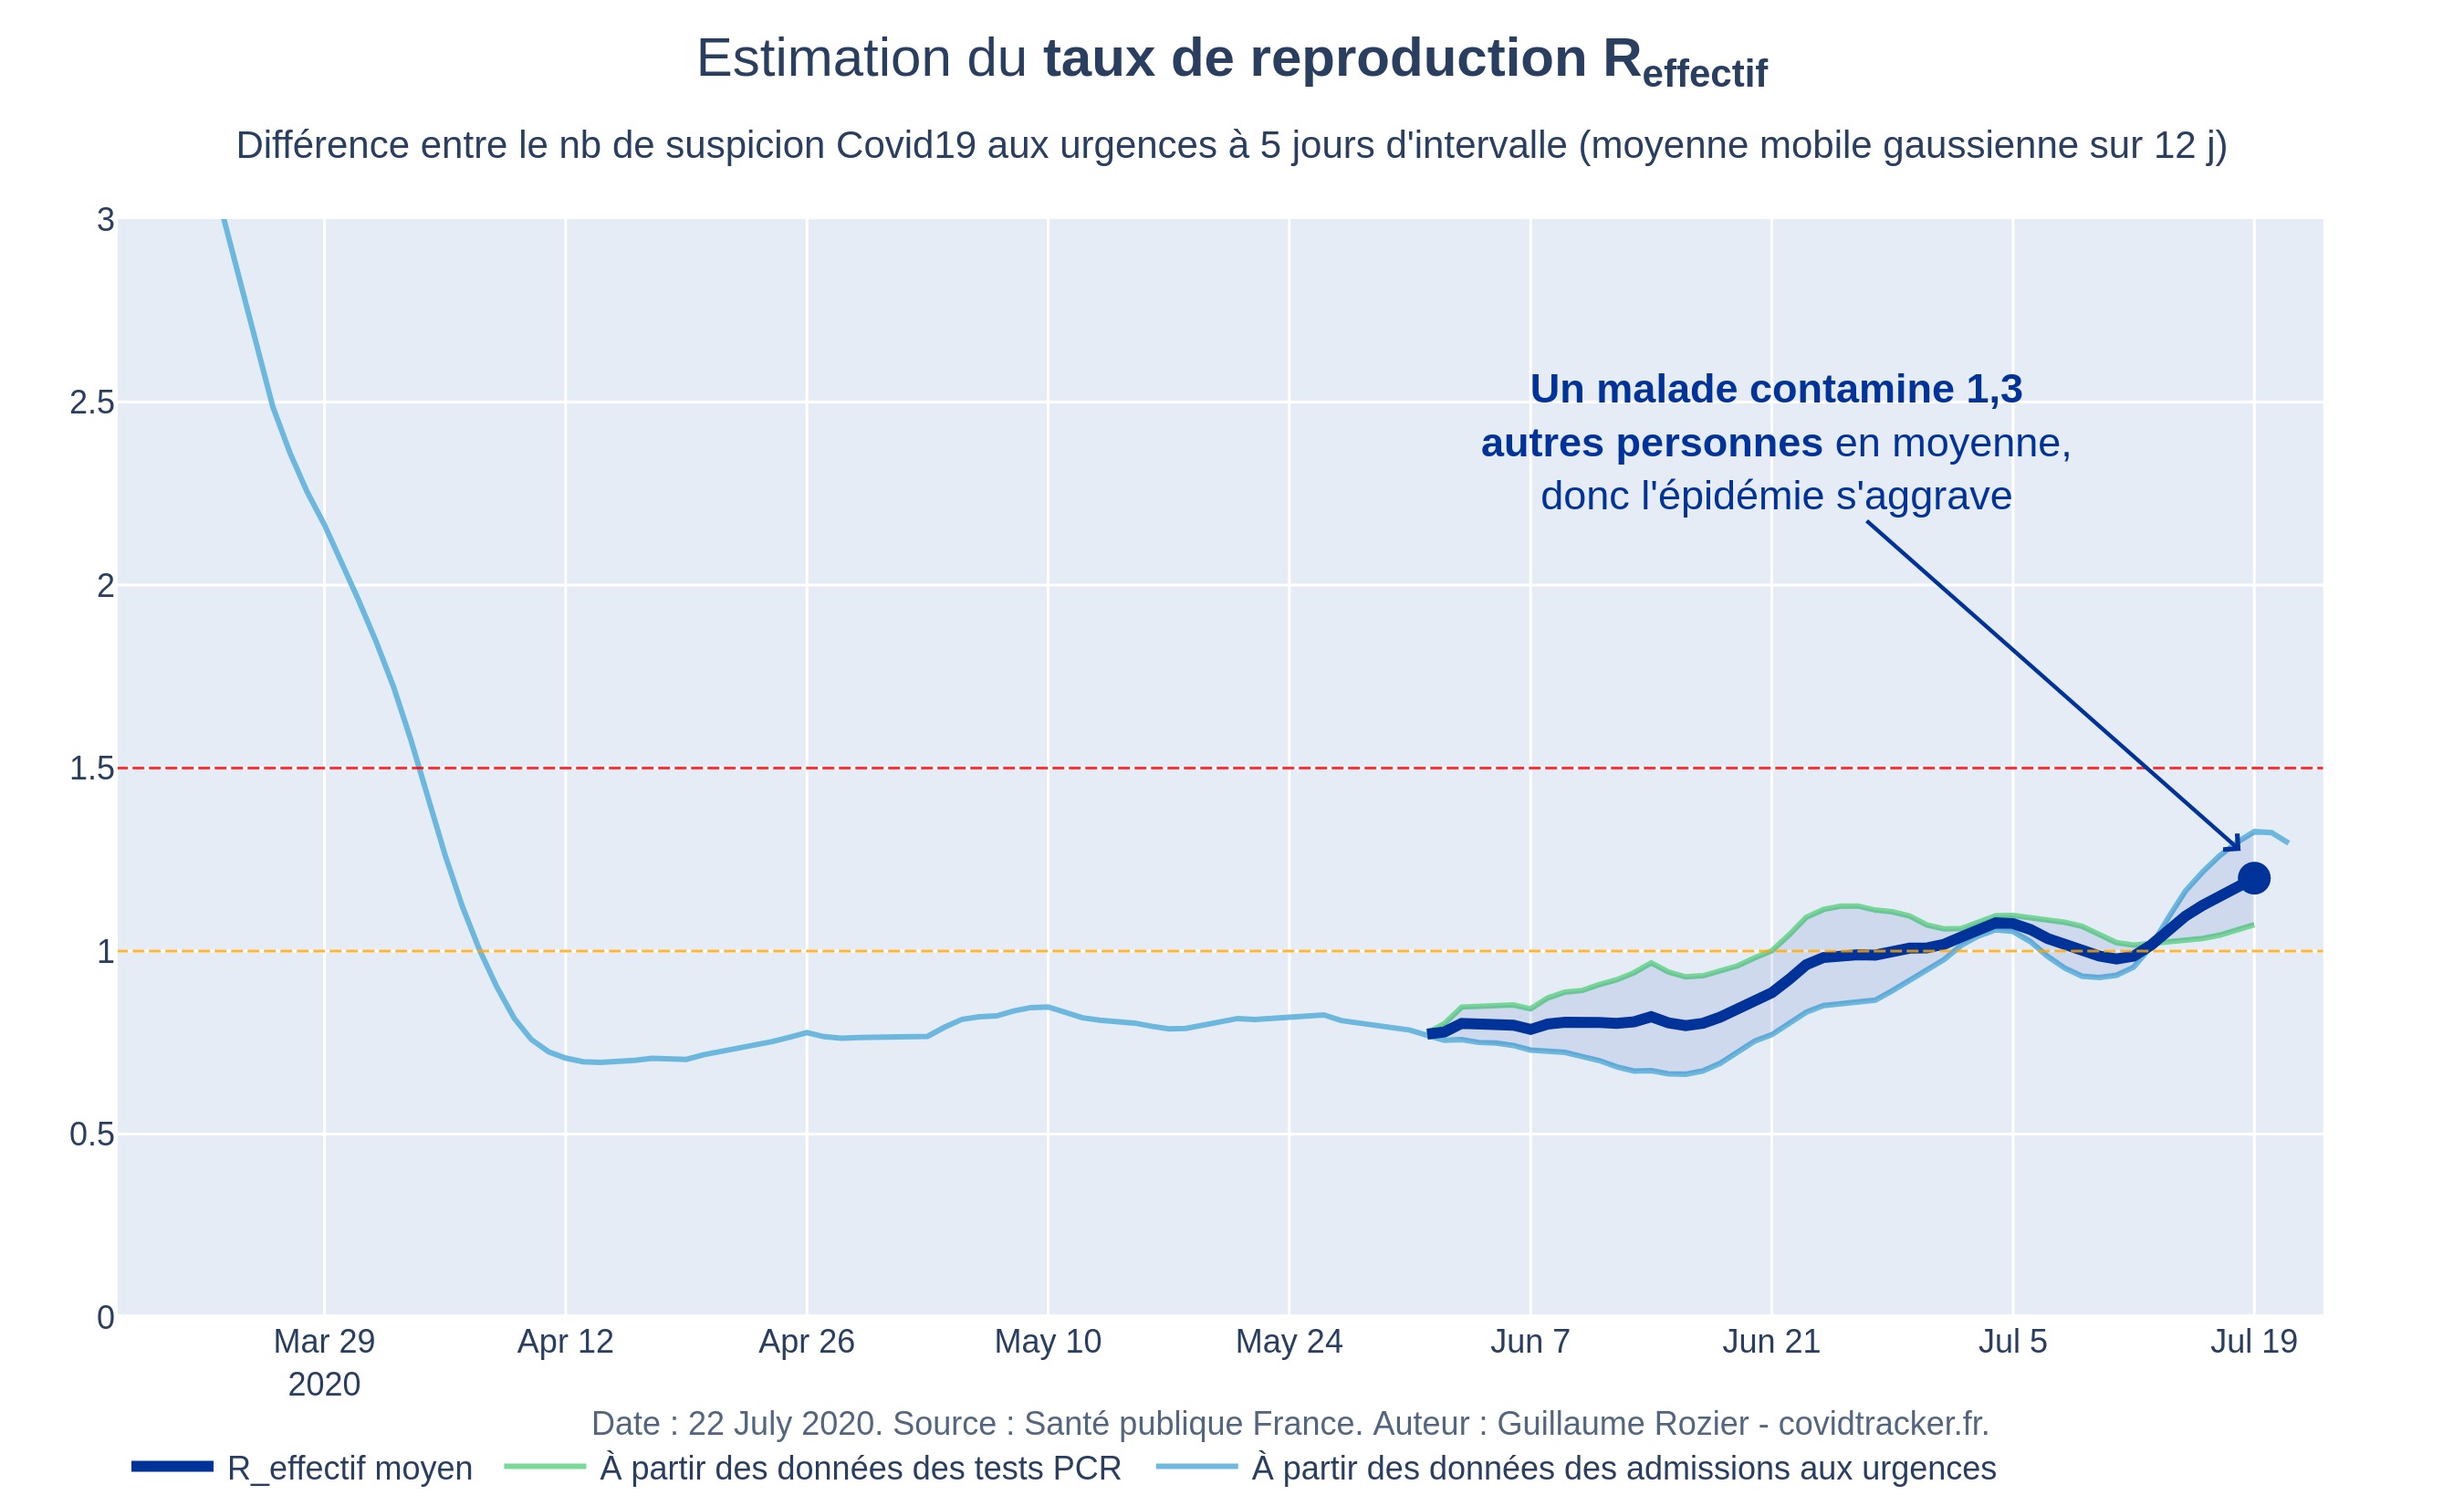 Estimation du taux de reproduction Reffectif
Différence entre le nb de suspicion Covid19 aux urgences à 5 jours d'intervalle (moyenne mobile gaussienne sur 12 j)
3
2.5
2
1.5
1
0.5
0
Un malade contamine 1,3
autres personnes en moyenne,
donc l'épidémie s'aggrave
Mar 29 Apr 12 Apr 26 May 10 May 24 Jun 7 Jun 21 Jul 5 Jul 19
2020
Date : 22 July 2020. Source : Santé publique France. Auteur : Guillaume Rozier - covidtracker.fr.
R_effectif moyen À partir des données des tests PCR À partir des données des admissions aux urgences